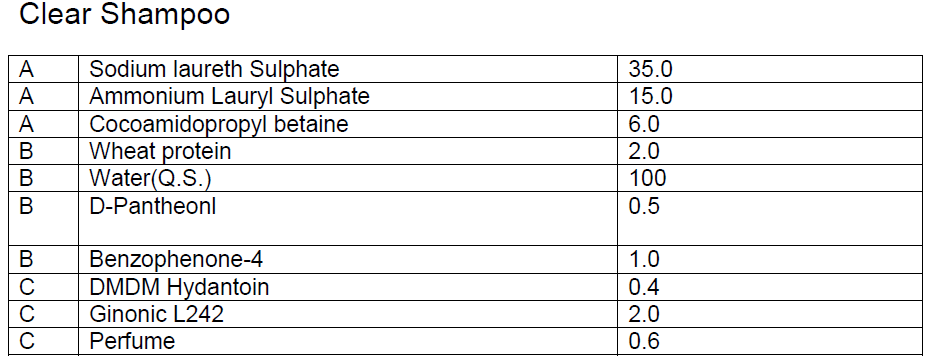 Clear Shampoo
A Sodium laureth Sulphate 35.0
A Ammonium Lauryl Sulphate 15.0
A Cocoamidopropyl betaine 6.0
B Wheat protein 2.0
B Water(Q.S.) 100
B D-Pantheonl 0.5
B Benzophenone-4 1.0
C DMDM Hydantoin 0.4
C Ginonic L242 2.0
C Perfume 0.6